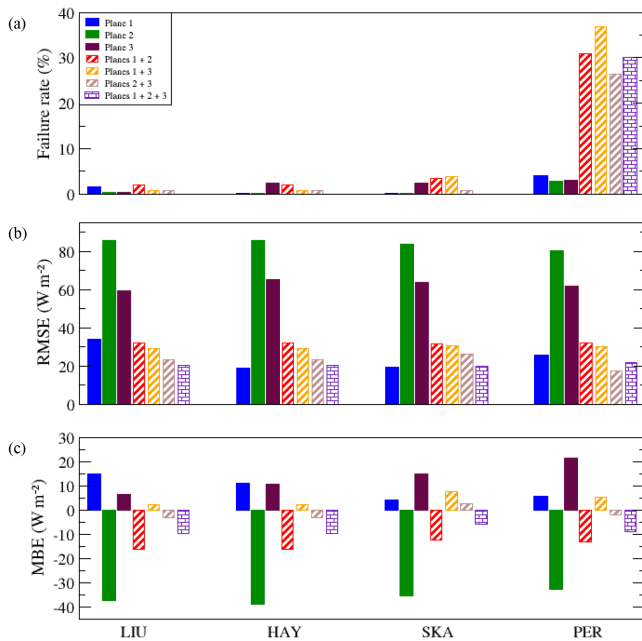 (a)
Failure rate (%)
40
30
20
10
0
Plane 1
Plane 2
Plane 3
Planes 1 + 2
Planes 1 + 3
Planes 2 + 3
Planes 1 + 2 + 3
(b)
RMSE (W m⁻²)
80
60
40
20
0
(c)
MBE (W m⁻²)
30
20
10
0
-10
-20
-30
-40
LIU
HAY
SKA
PER